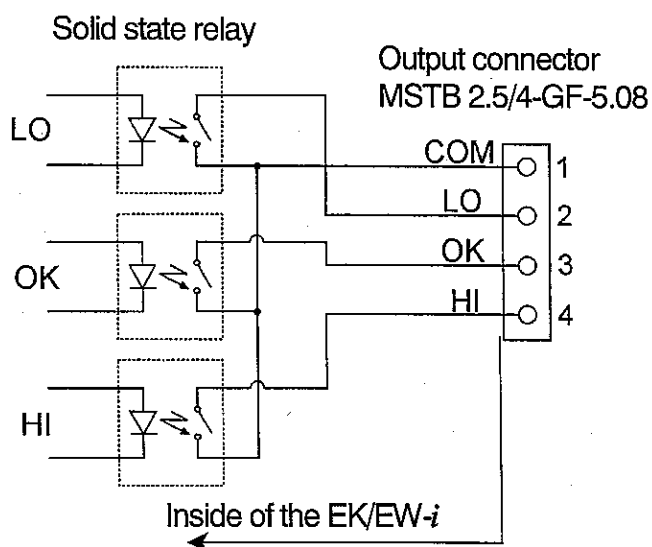 Solid state relay
Output connector
MSTB 2.5/4-GF-5.08
LO
COM
1
LO
2
OK
OK
3
HI
4
HI
Inside of the EK/EW-i